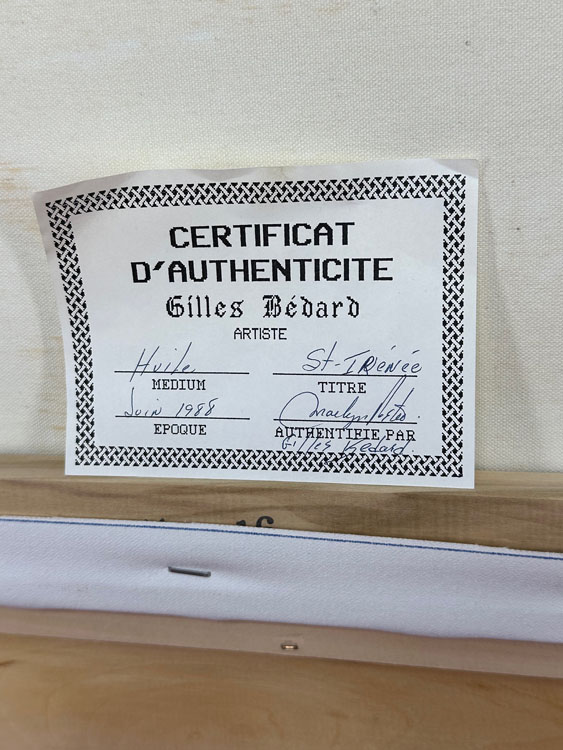 CERTIFICAT
D'AUTHENTICITE
Gilles Bédard
ARTISTE
Huile St-IRénée
MEDIUM TITRE
Juin 1988
EPOQUE AUTHENTIFIE PAR
Gilles Bédard.